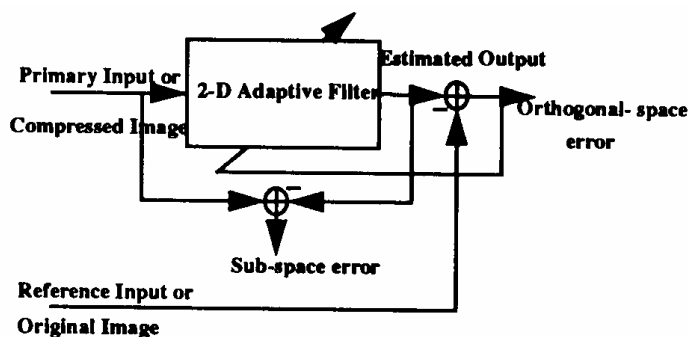 Estimated Output
Primary Input or
2-D Adaptive Filter
Compressed Image
Orthogonal- space
error
Sub-space error
Reference Input or
Original Image